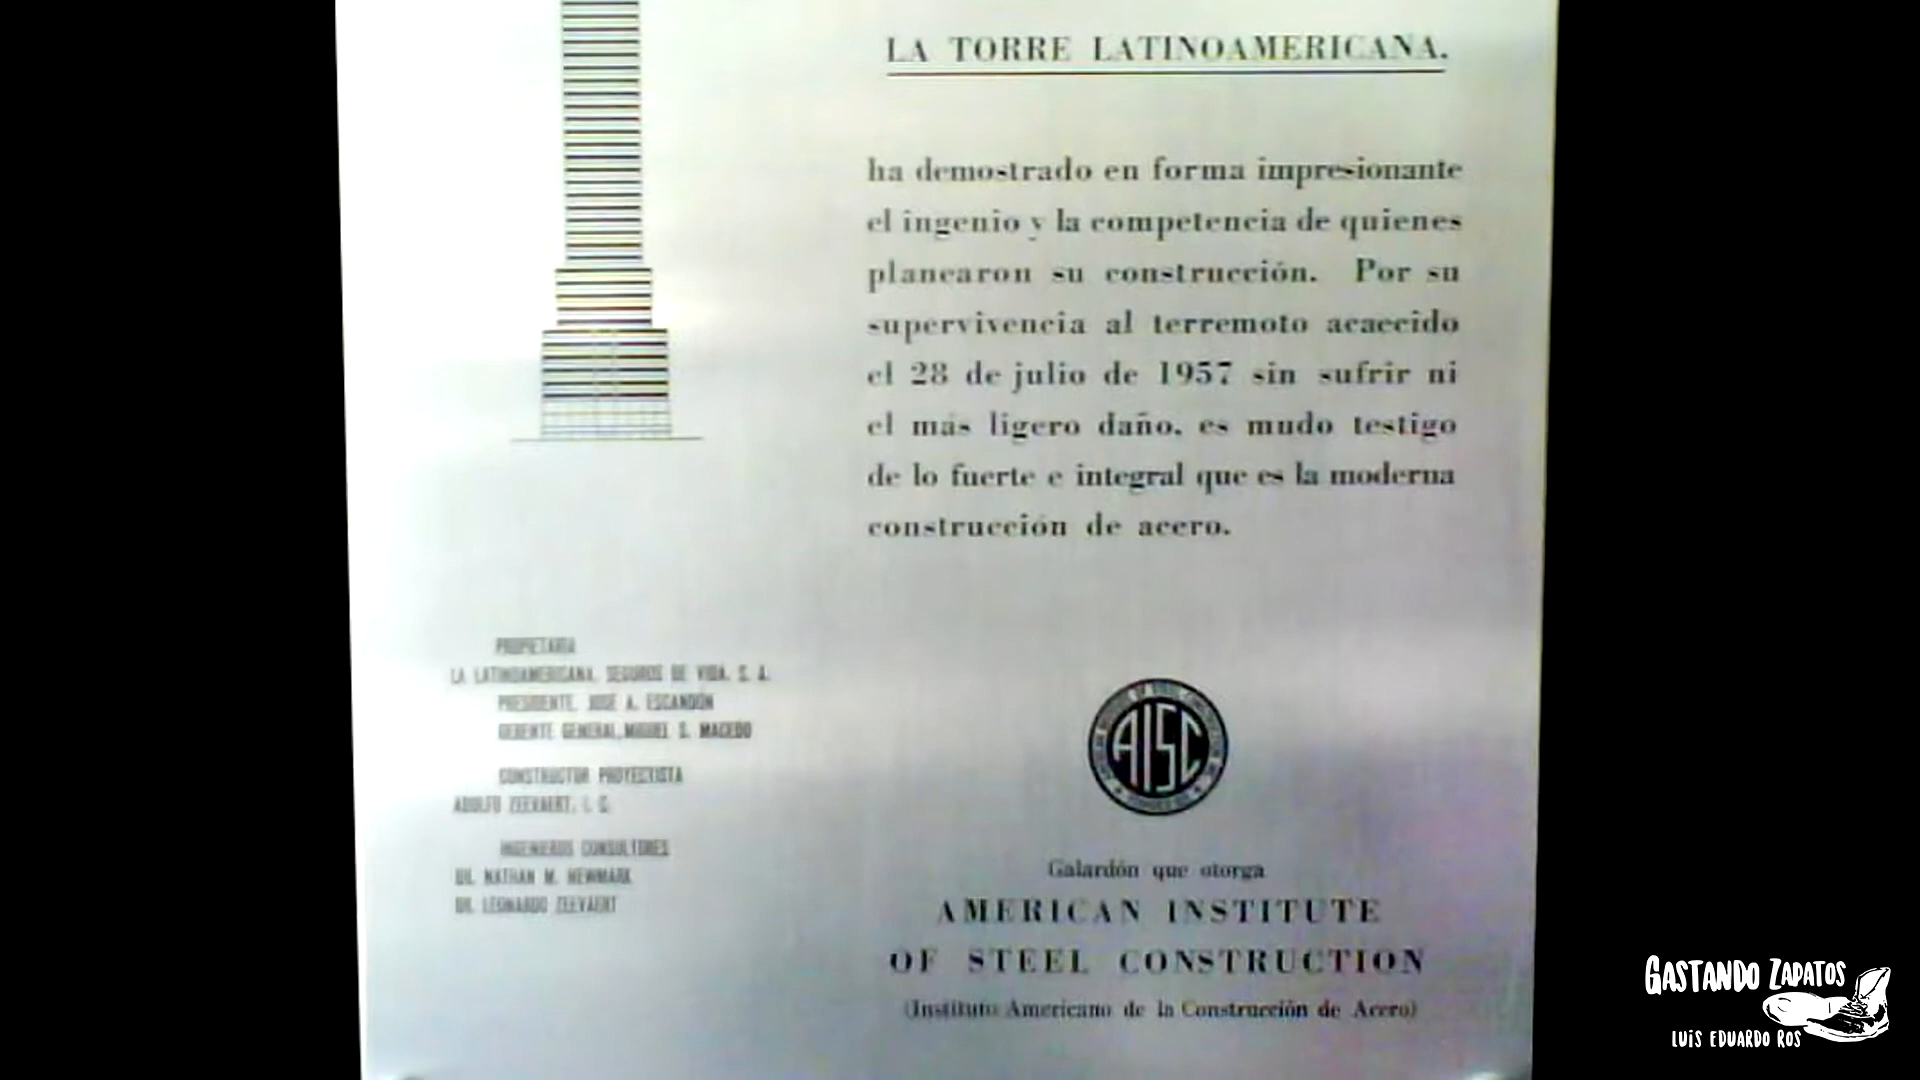 LA TORRE LATINOAMERICANA.
ha demostrado en forma impresionante
el ingenio y la competencia de quienes
planearon su construcción. Por su
supervivencia al terremoto acaecido
el 28 de julio de 1957 sin sufrir ni
el más ligero daño, es mudo testigo
de lo fuerte e integral que es la moderna
construcción de acero.
PROPIETARIA
LA LATINOAMERICANA, SEGUROS DE VIDA, S. A.
PRESIDENTE, JOSE A. ESCANDÓN
GERENTE GENERAL, MIGUEL S. MACEDO
CONSTRUCTOR PROYECTISTA
ADOLFO ZEEVAERT, I. C.
INGENIEROS CONSULTORES
DR. NATHAN M. NEWMARK
DR. LEONARDO ZEEVAERT
AISC
Galardón que otorga
AMERICAN INSTITUTE
OF STEEL CONSTRUCTION
(Instituto Americano de la Construcción de Acero)
GASTANDO ZAPATOS
LUIS EDUARDO ROS